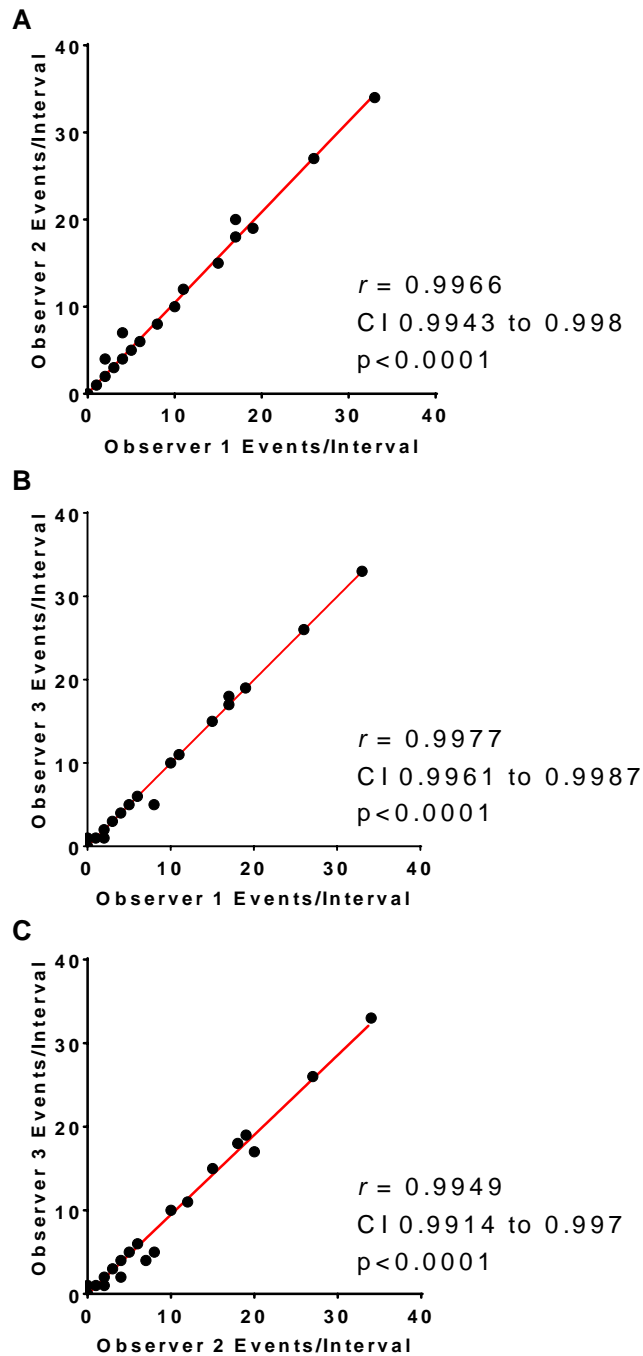 A
Observer 2 Events/Interval
40
30
20
10
0
r = 0.9966
CI 0.9943 to 0.998
p<0.0001
0 10 20 30 40
Observer 1 Events/Interval
B
Observer 3 Events/Interval
40
30
20
10
0
r = 0.9977
CI 0.9961 to 0.9987
p<0.0001
0 10 20 30 40
Observer 1 Events/Interval
C
Observer 3 Events/Interval
40
30
20
10
0
r = 0.9949
CI 0.9914 to 0.997
p<0.0001
0 10 20 30 40
Observer 2 Events/Interval